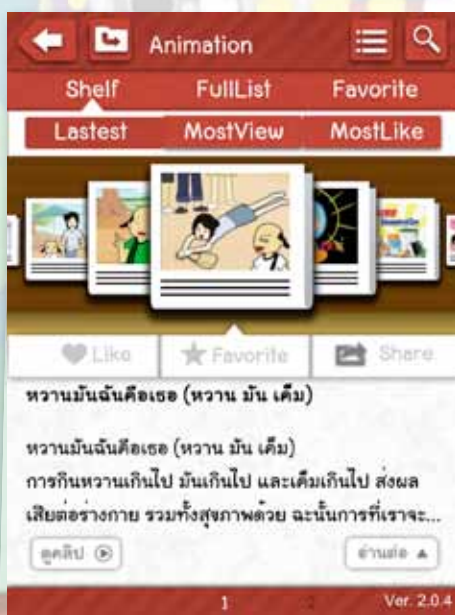 Animation
Shelf FullList Favorite
Lastest MostView MostLike
Like Favorite Share
หวานมันฉันคือเธอ (หวาน มัน เค็ม)
หวานมันฉันคือเธอ (หวาน มัน เค็ม)
การกินหวานเกินไป มันเกินไป และเค็มเกินไป ส่งผล
เสียต่อร่างกาย รวมทั้งสุขภาพด้วย ฉะนั้นการที่เราจะ...
ดูคลิป อ่านต่อ
1 2 Ver. 2.0.4